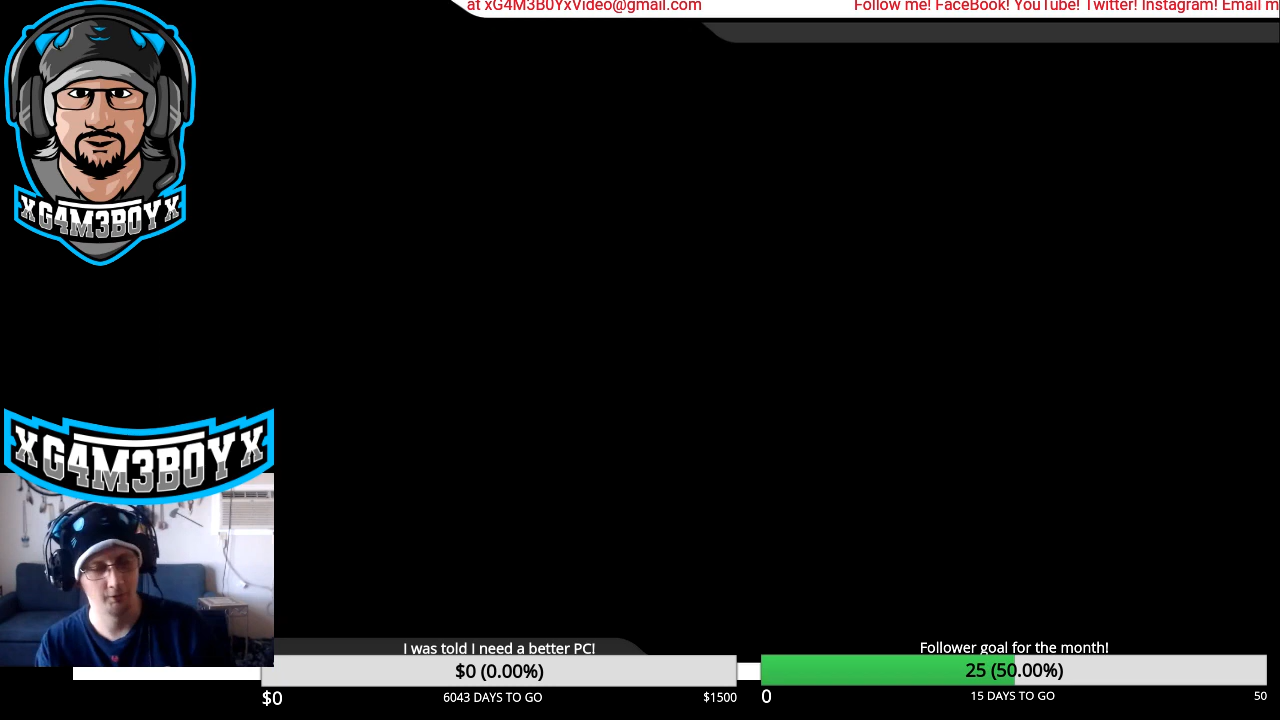 at xG4M3B0YxVideo@gmail.com Follow me! FaceBook! YouTube! Twitter! Instagram! Email m
XG4M3B0YX
XG4M3B0YX
I was told I need a better PC!
$0 (0.00%)
$0 6043 DAYS TO GO $1500
Follower goal for the month!
25 (50.00%)
0 15 DAYS TO GO 50